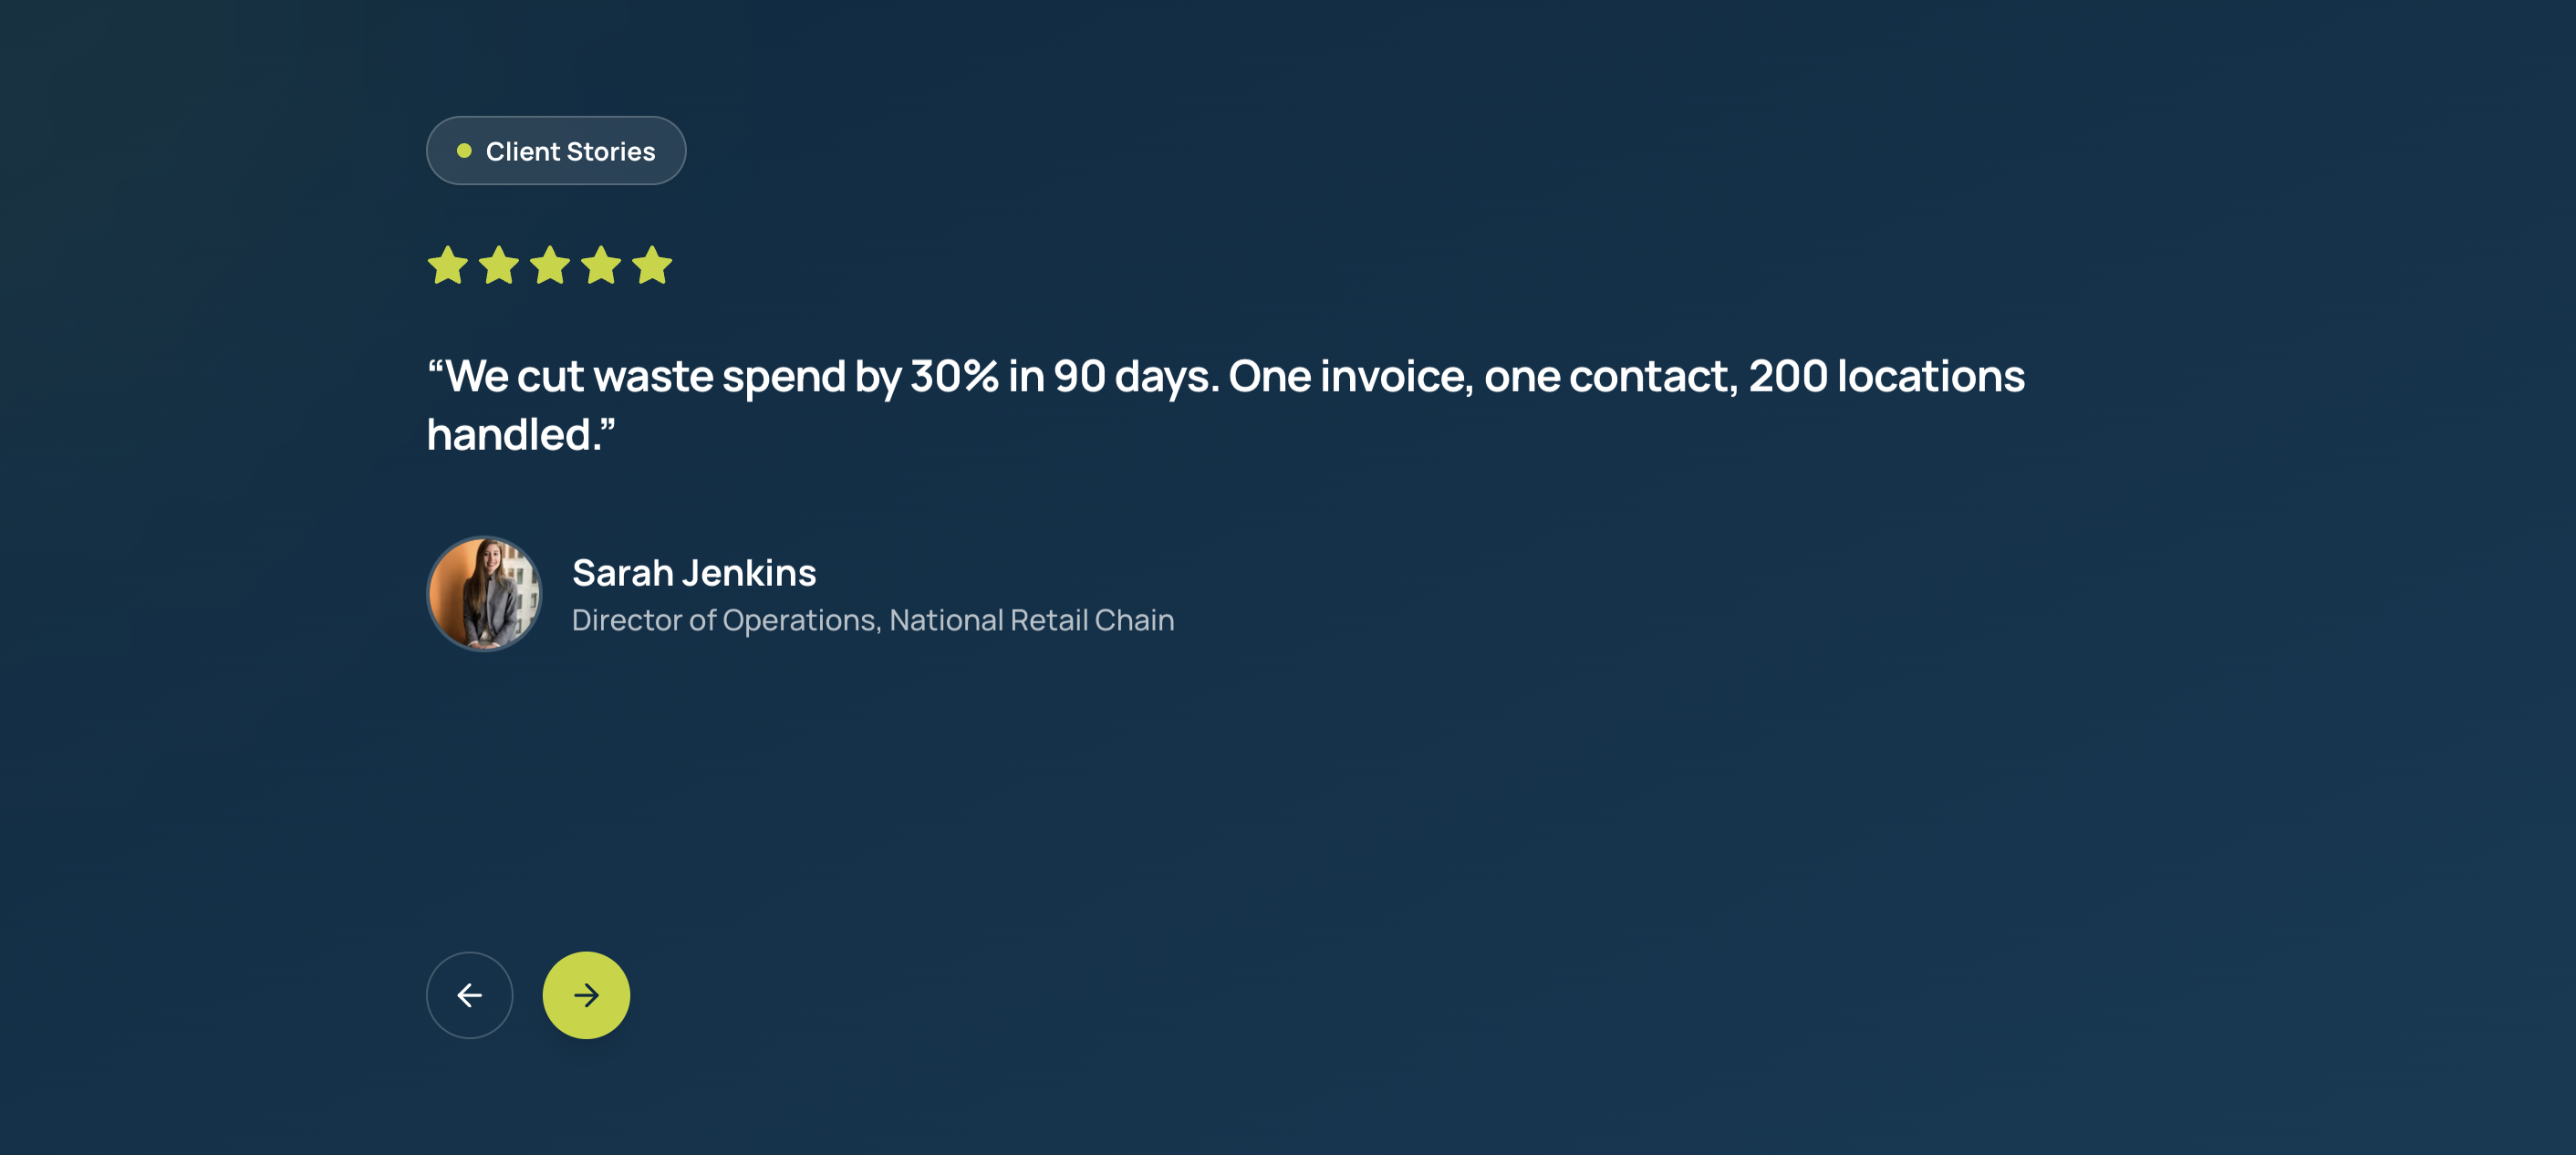 Client Stories
“We cut waste spend by 30% in 90 days. One invoice, one contact, 200 locations
handled.”
Sarah Jenkins
Director of Operations, National Retail Chain